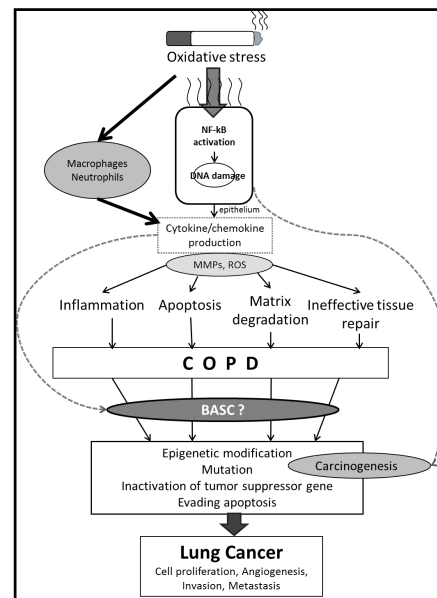 Oxidative stress
NF-kB
activation
DNA damage
epithelium
Macrophages
Neutrophils
Cytokine/chemokine
production
MMPs, ROS
Inflammation
Apoptosis
Matrix
degradation
Ineffective tissue
repair
C O P D
BASC ?
Epigenetic modification
Mutation
Inactivation of tumor suppressor gene
Evading apoptosis
Carcinogenesis
Lung Cancer
Cell proliferation, Angiogenesis,
Invasion, Metastasis